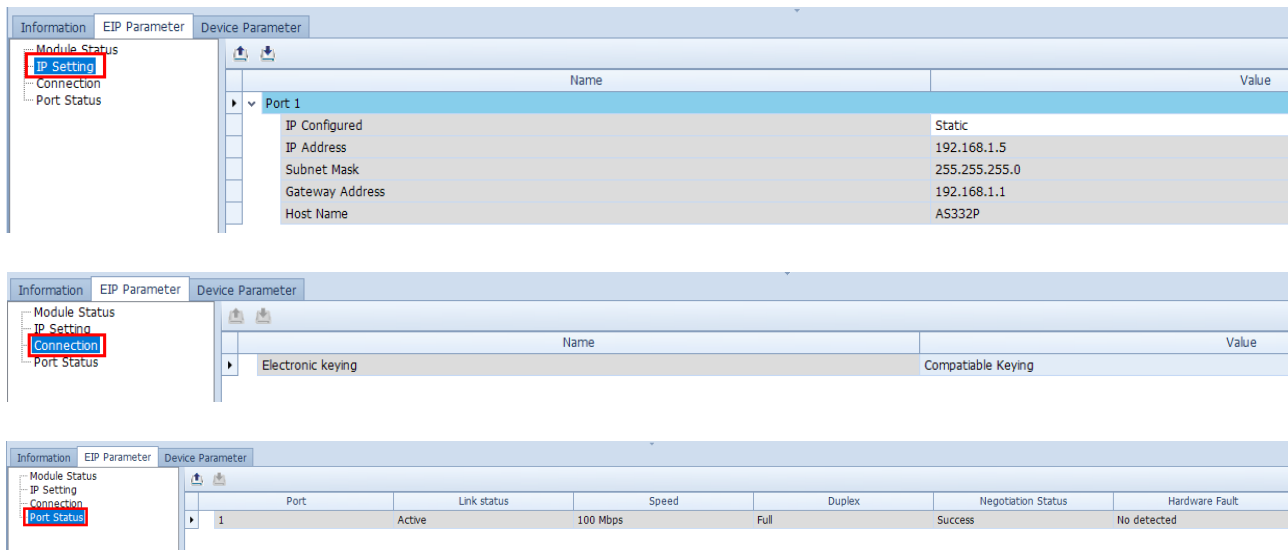 Information EIP Parameter Device Parameter
Module Status
IP Setting
Connection
Port Status
Name Value
Port 1
IP Configured Static
IP Address 192.168.1.5
Subnet Mask 255.255.255.0
Gateway Address 192.168.1.1
Host Name AS332P
Information EIP Parameter Device Parameter
Module Status
IP Setting
Connection
Port Status
Name Value
Electronic keying Compatiable Keying
Information EIP Parameter Device Parameter
Module Status
IP Setting
Connection
Port Status
Port Link status Speed Duplex Negotiation Status Hardware Fault
1 Active 100 Mbps Full Success No detected